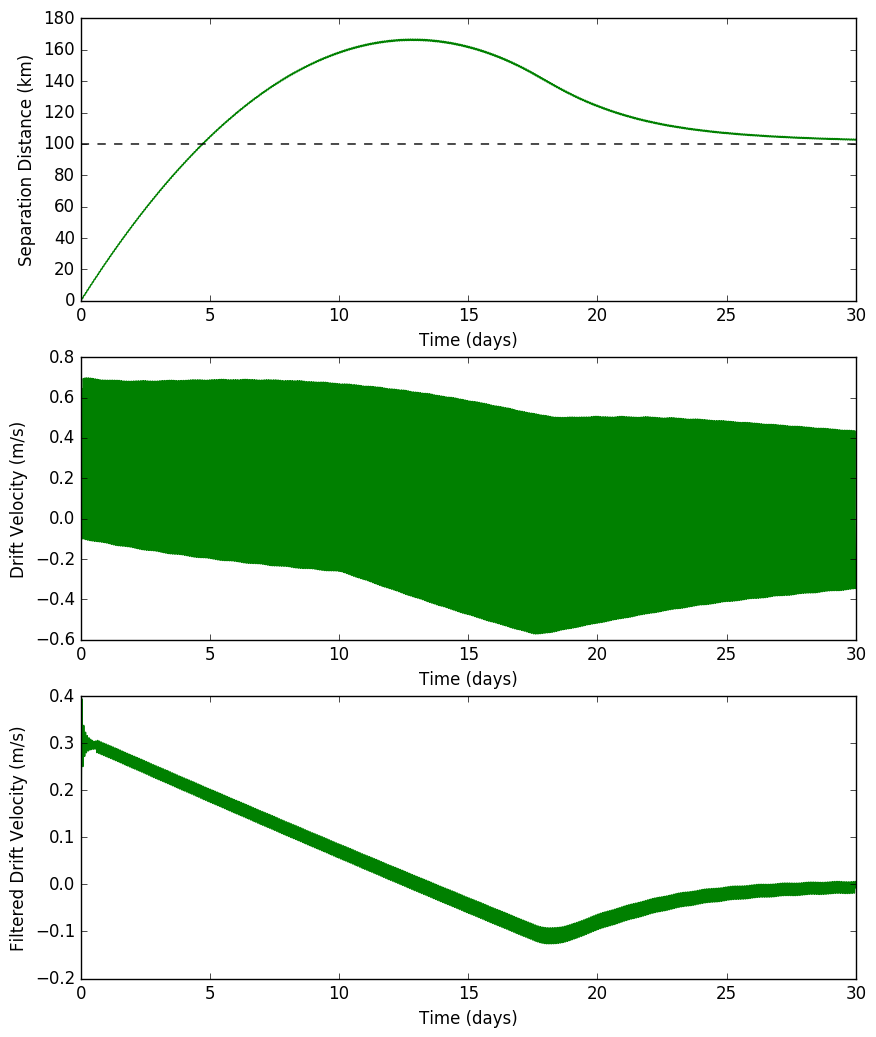 180
160
140
120
100
80
60
40
20
0
Separation Distance (km)
0 5 10 15 20 25 30
Time (days)
0.8
0.6
0.4
0.2
0.0
−0.2
−0.4
−0.6
Drift Velocity (m/s)
0 5 10 15 20 25 30
Time (days)
0.4
0.3
0.2
0.1
0.0
−0.1
−0.2
Filtered Drift Velocity (m/s)
0 5 10 15 20 25 30
Time (days)